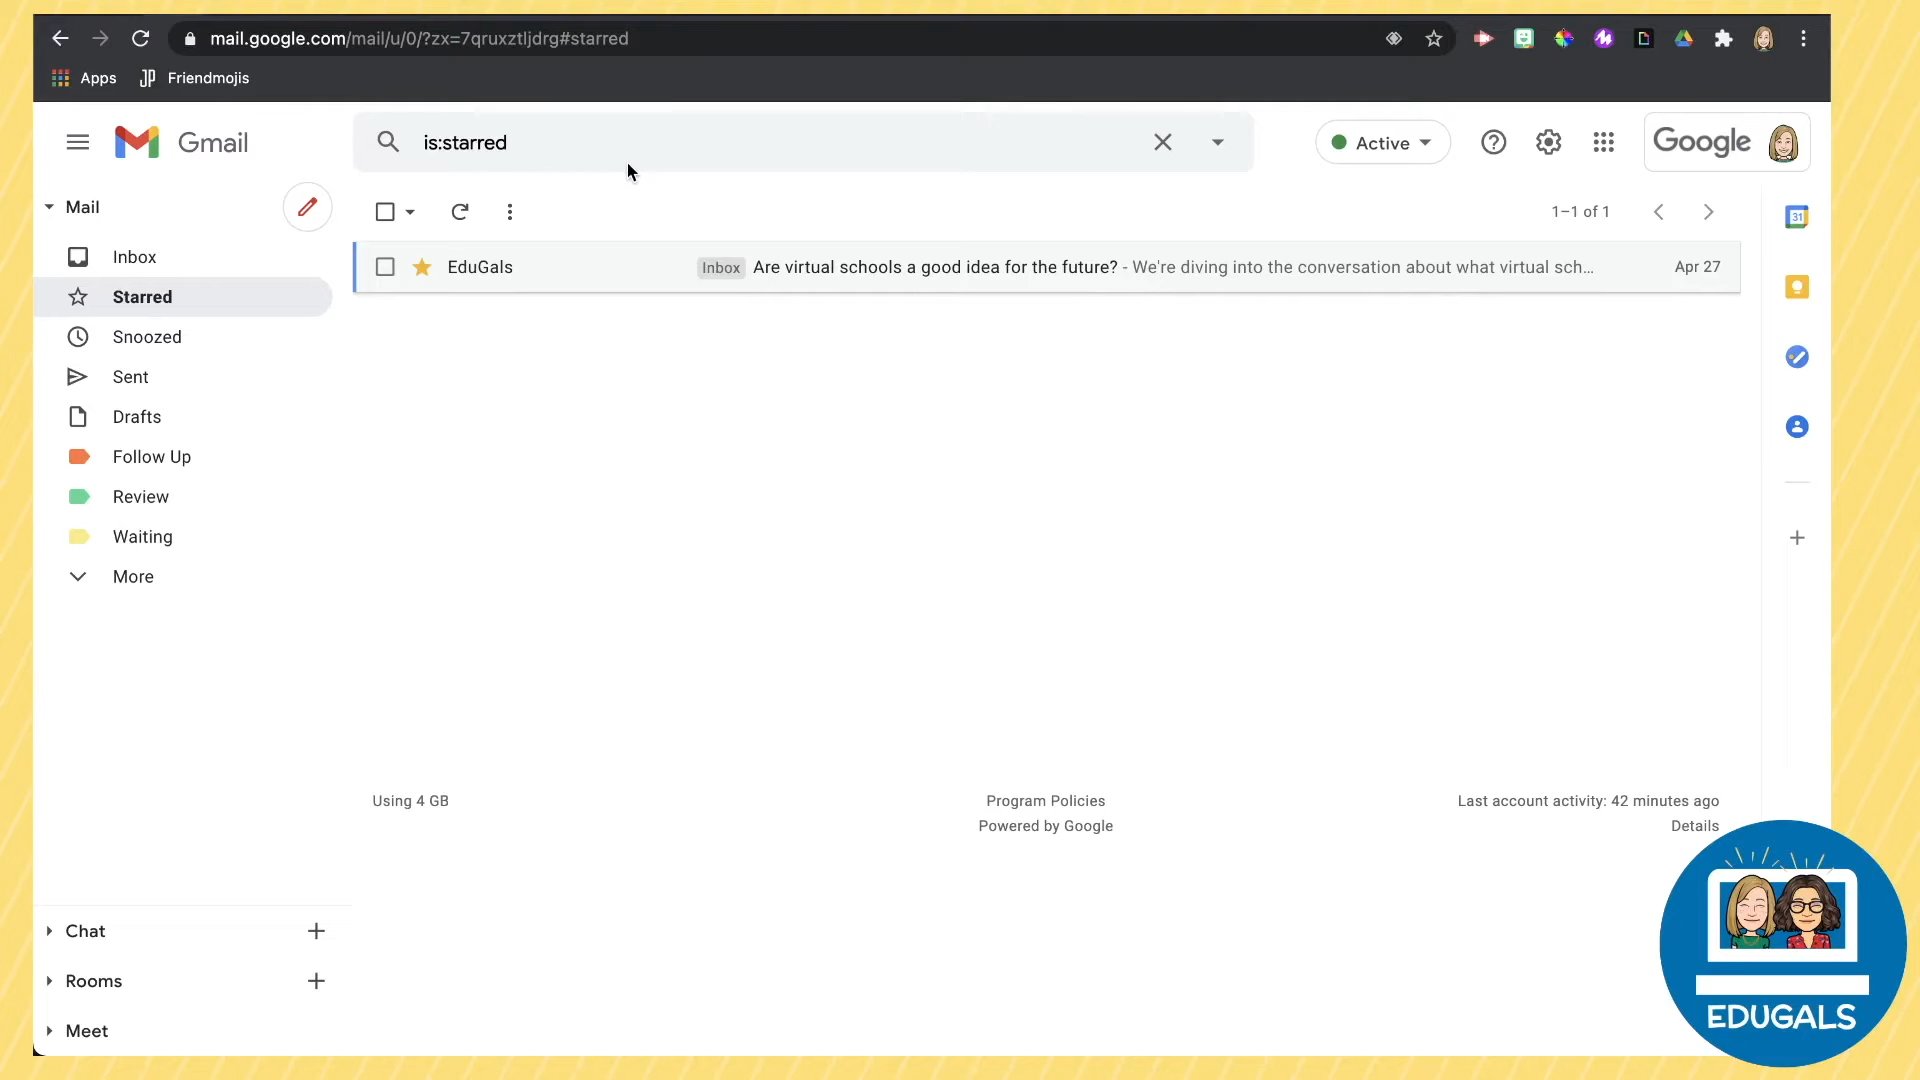 mail.google.com/mail/u/0/?zx=7qruxztljdrg#starred
Apps
Friendmojis
Gmail
is:starred
Active
Google
Mail
1–1 of 1
31
Inbox
EduGals
Inbox
Are virtual schools a good idea for the future? - We're diving into the conversation about what virtual sch...
Apr 27
Starred
Snoozed
Sent
Drafts
Follow Up
Review
Waiting
More
Using 4 GB
Program Policies
Powered by Google
Last account activity: 42 minutes ago
Details
Chat
Rooms
Meet
EDUGALS